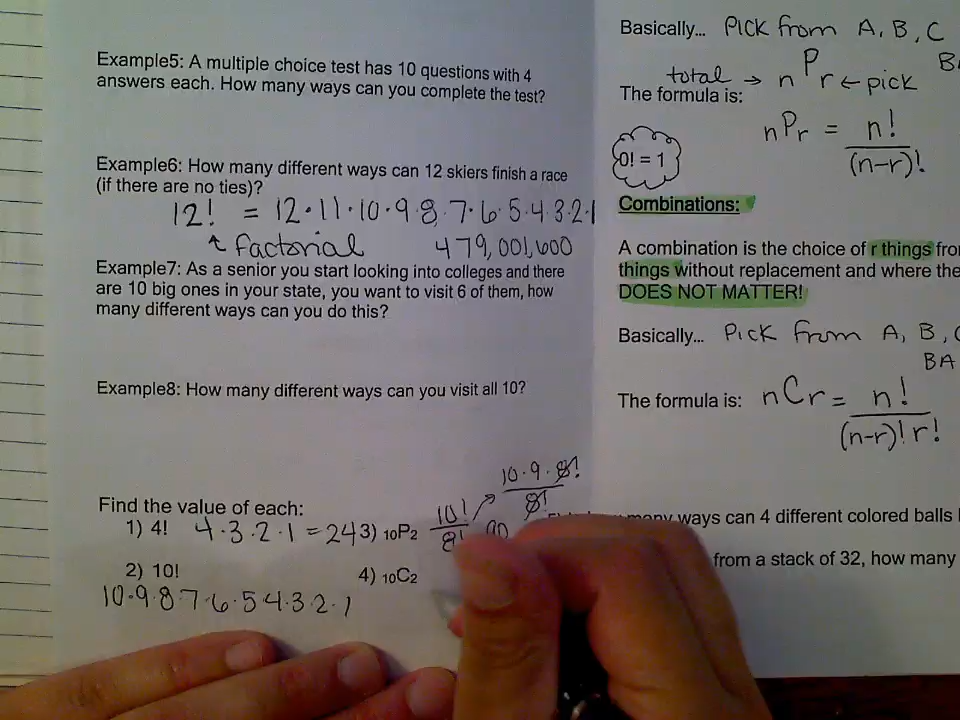 Example5: A multiple choice test has 10 questions with 4
answers each. How many ways can you complete the test?
Example6: How many different ways can 12 skiers finish a race
(if there are no ties)?
12! = 12·11·10·9·8·7·6·5·4·3·2·1
↑ factorial 479,001,600
Example7: As a senior you start looking into colleges and there
are 10 big ones in your state, you want to visit 6 of them, how
many different ways can you do this?
Example8: How many different ways can you visit all 10?
Find the value of each:
1) 4! 4·3·2·1 = 24
2) 10!
10·9·8·7·6·5·4·3·2·1
3) 10P2 10!/8! → 10·9·8!/8! 90
4) 10C2
Basically... PICK from A, B, C
total → nPr ← pick
The formula is:
nPr = n!/(n-r)!
0! = 1
Combinations:
A combination is the choice of r things
things without replacement and where the
DOES NOT MATTER!
Basically... PICK from A, B,
BA
The formula is: nCr = n!/(n-r)!r!
ways can 4 different colored balls
from a stack of 32, how many